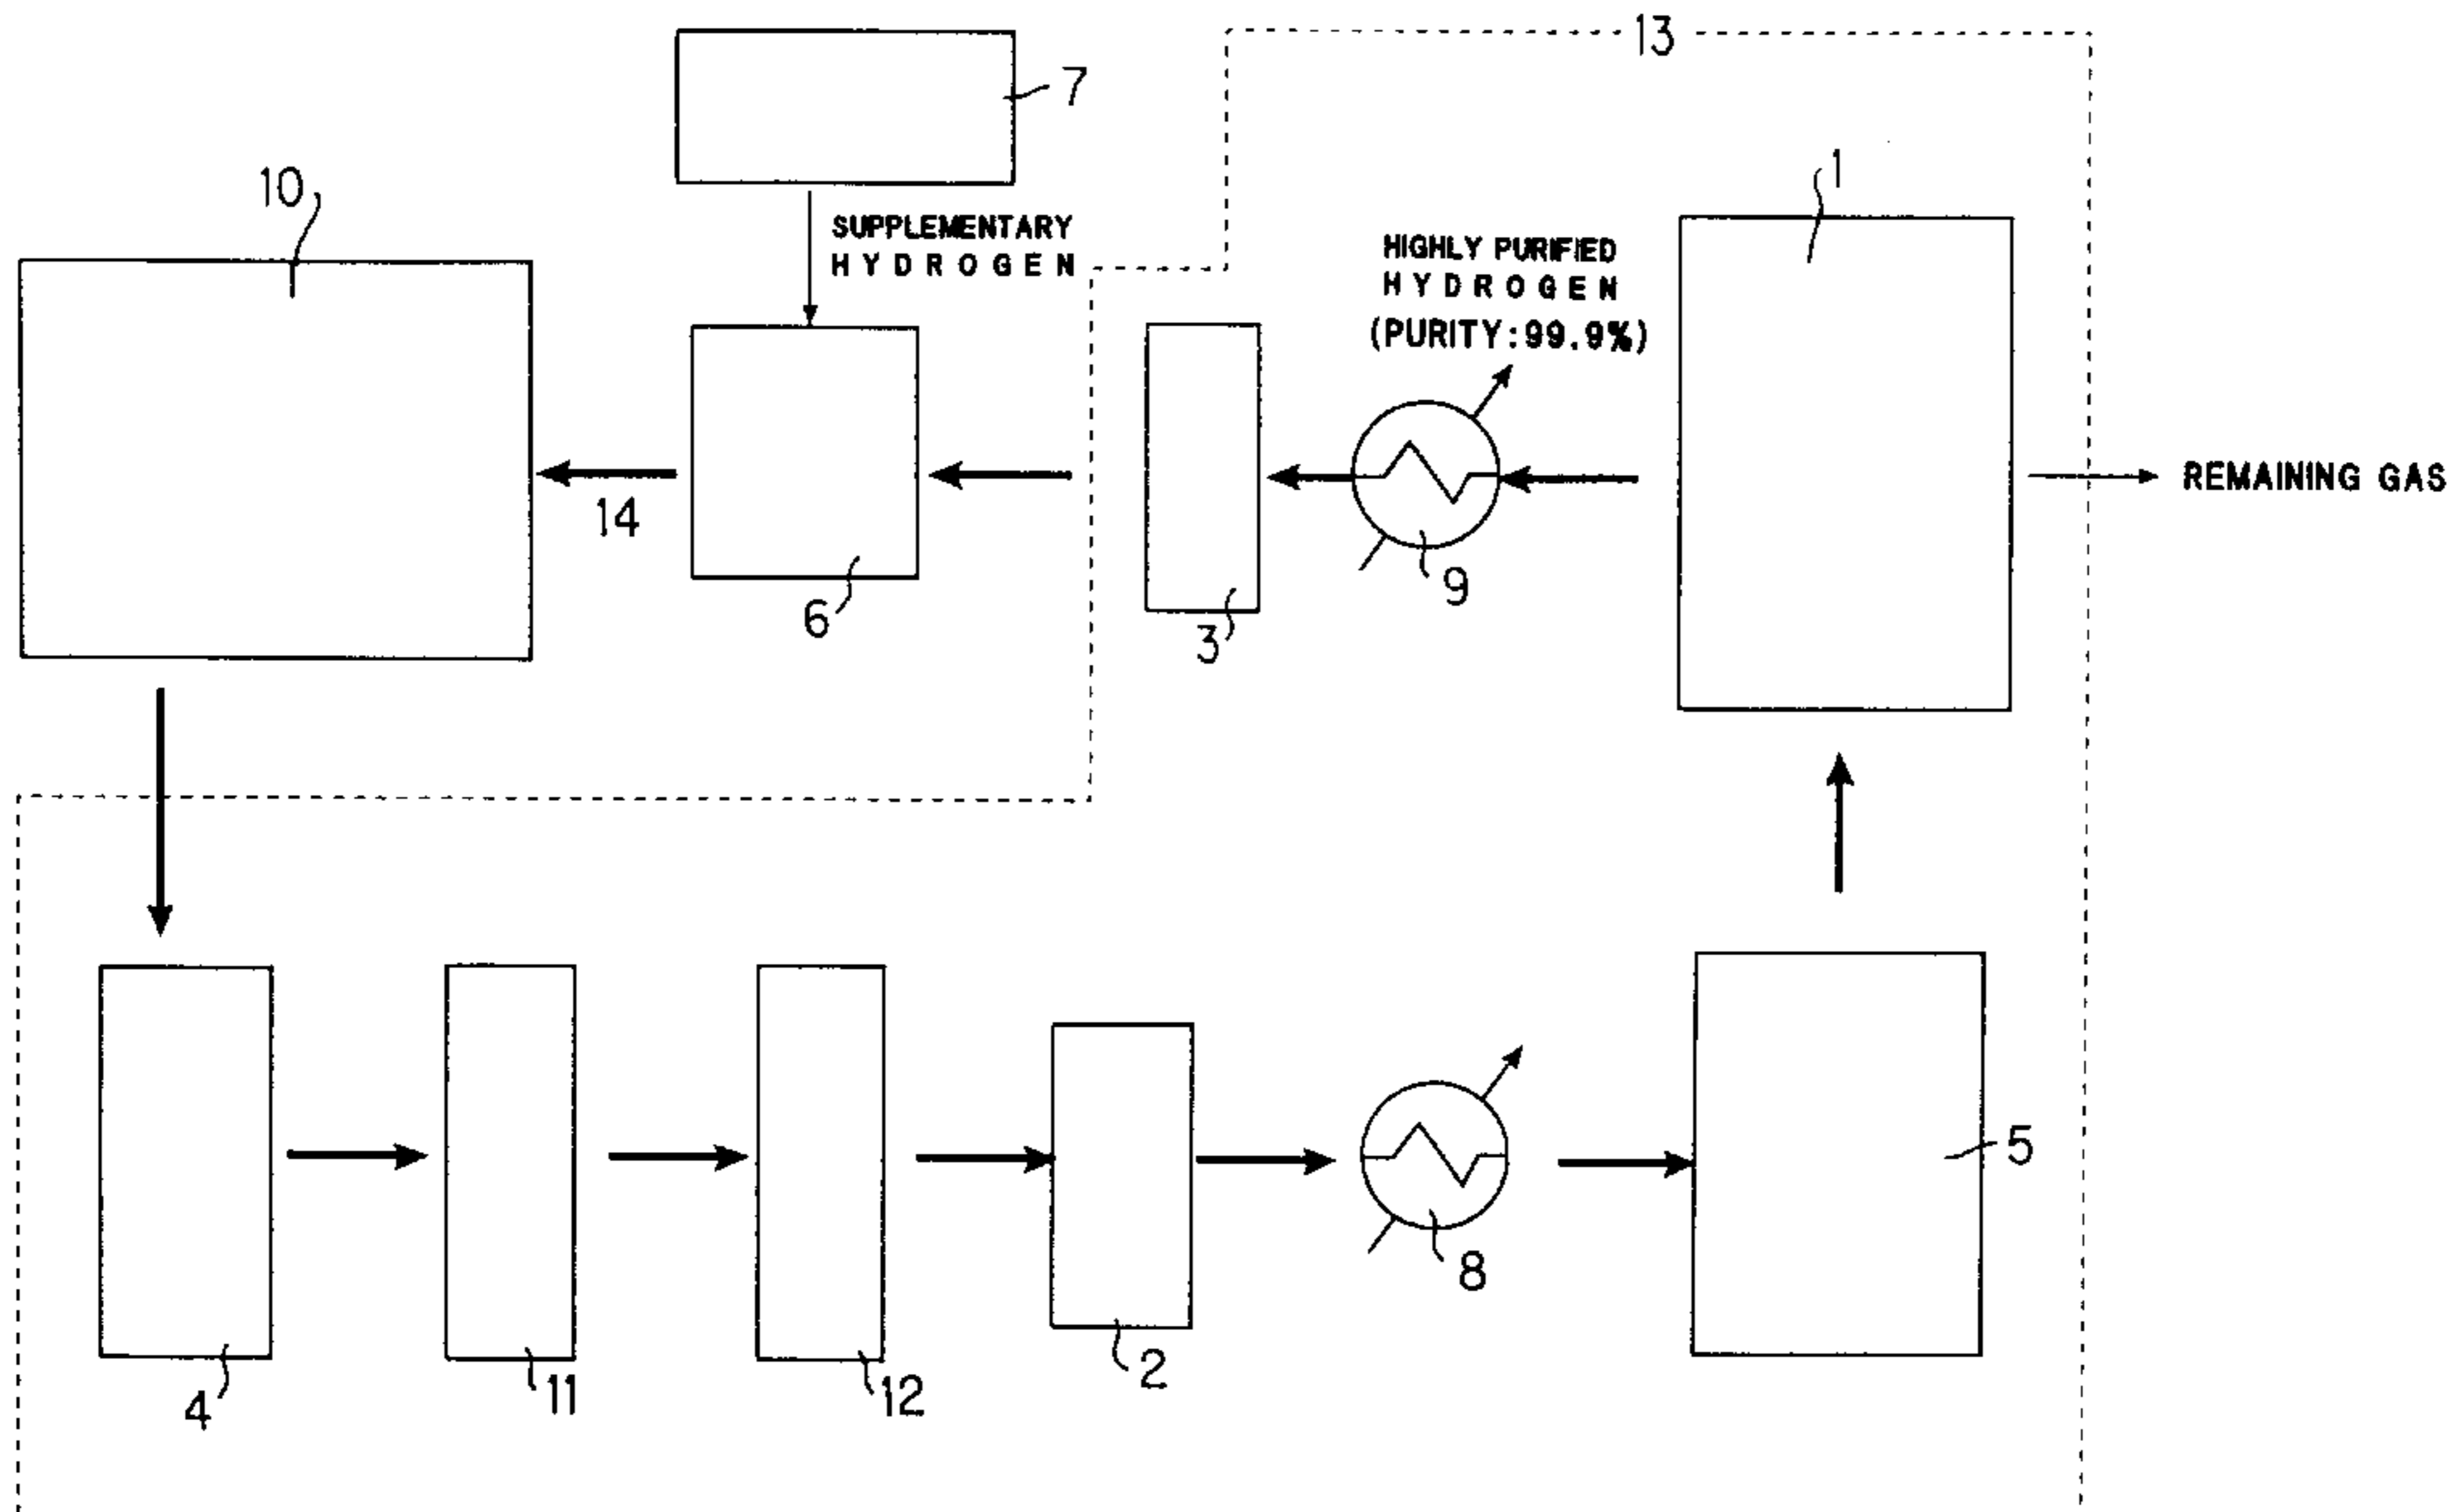 13
7
10
1
SUPPLEMENTARY
HYDROGEN
HIGHLY PURIFIED
HYDROGEN
(PURITY:99.9%)
REMAINING GAS
14
9
6
3
5
8
2
11
12
4